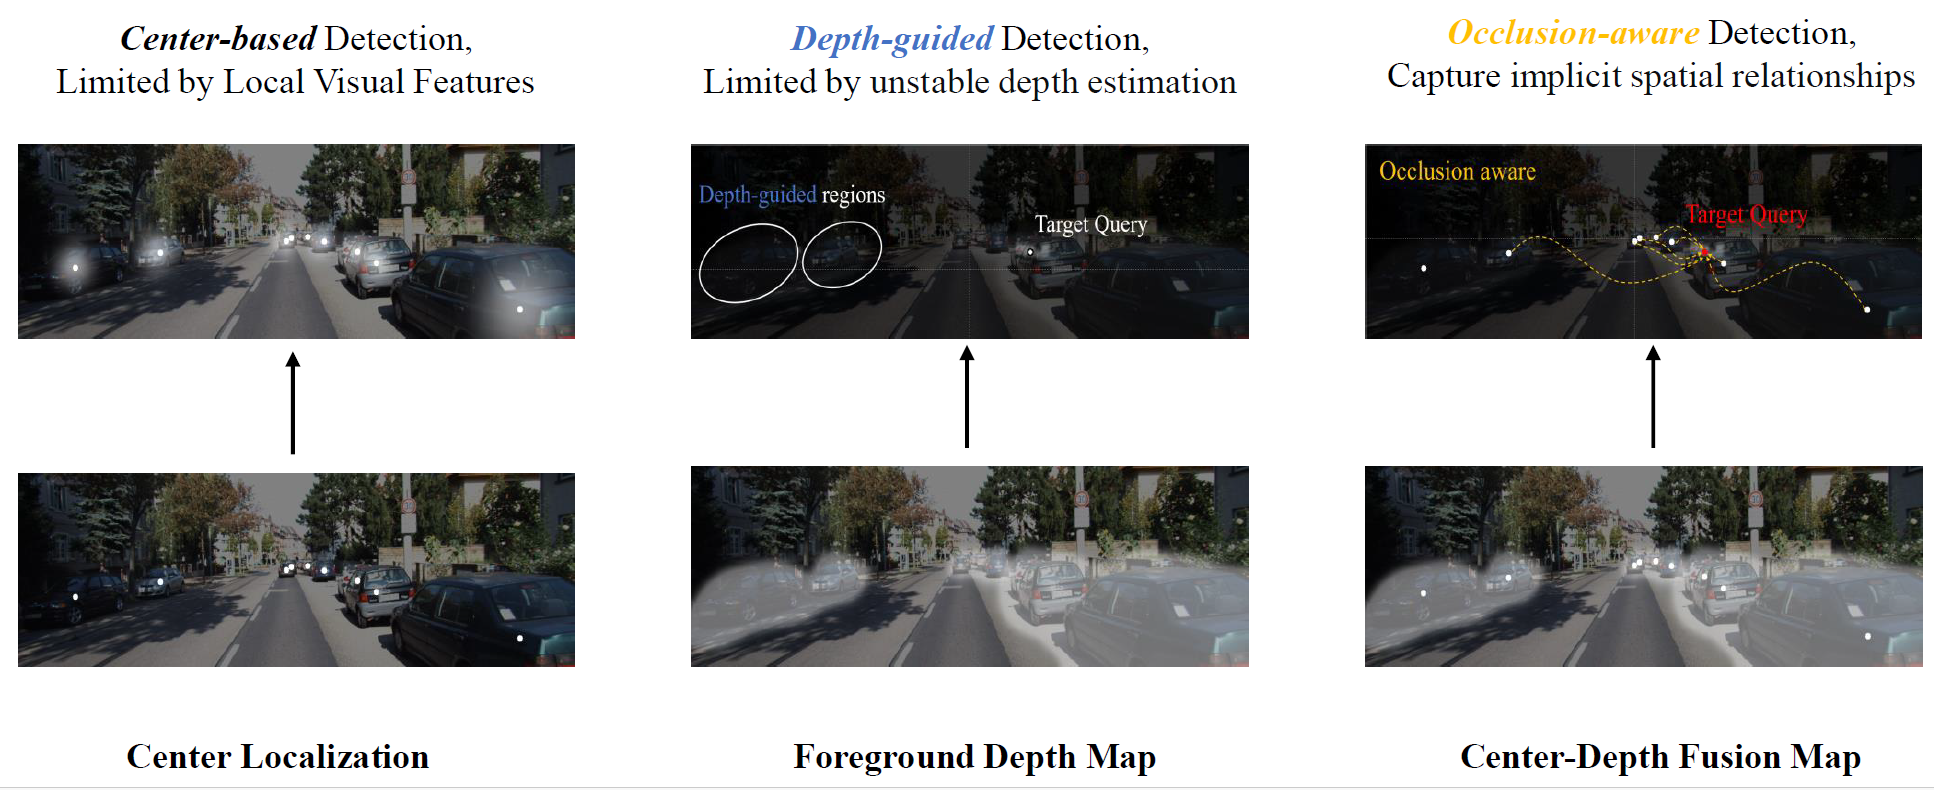 Center-based Detection,
Limited by Local Visual Features
Depth-guided Detection,
Limited by unstable depth estimation
Occlusion-aware Detection,
Capture implicit spatial relationships
Depth-guided regions
Target Query
Occlusion aware
Target Query
Center Localization
Foreground Depth Map
Center-Depth Fusion Map